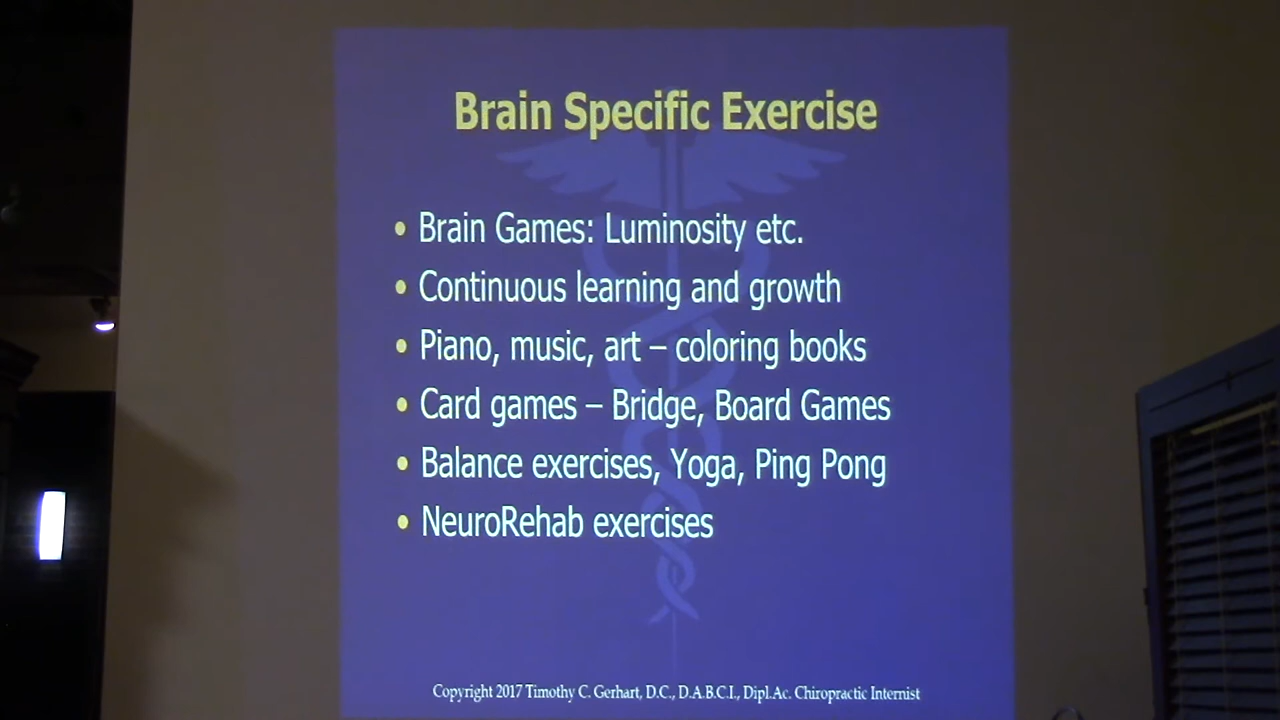 Brain Specific Exercise
• Brain Games: Luminosity etc.
• Continuous learning and growth
• Piano, music, art – coloring books
• Card games – Bridge, Board Games
• Balance exercises, Yoga, Ping Pong
• NeuroRehab exercises
Copyright 2017 Timothy C. Gerhart, D.C., D.A.B.C.I., Dipl.Ac. Chiropractic Internist